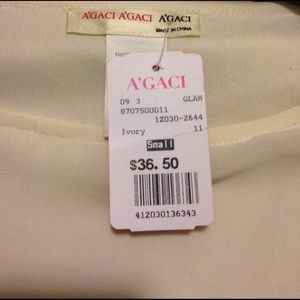 A'GACI A'GACI A'GACI
MADE IN CHINA
A'GACI
09 3 GLAM
0707500011
12030-2644
Ivory 11
Small
$36.50
412030136343